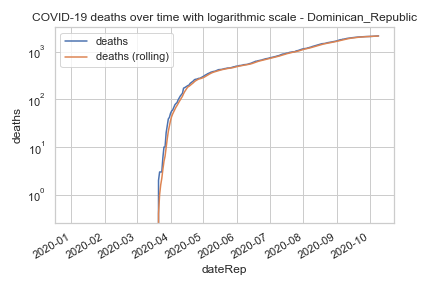 COVID-19 deaths over time with logarithmic scale - Dominican_Republic
deaths
deaths (rolling)
10³
10²
10¹
10⁰
deaths
2020-01
2020-02
2020-03
2020-04
2020-05
2020-06
2020-07
2020-08
2020-09
2020-10
dateRep